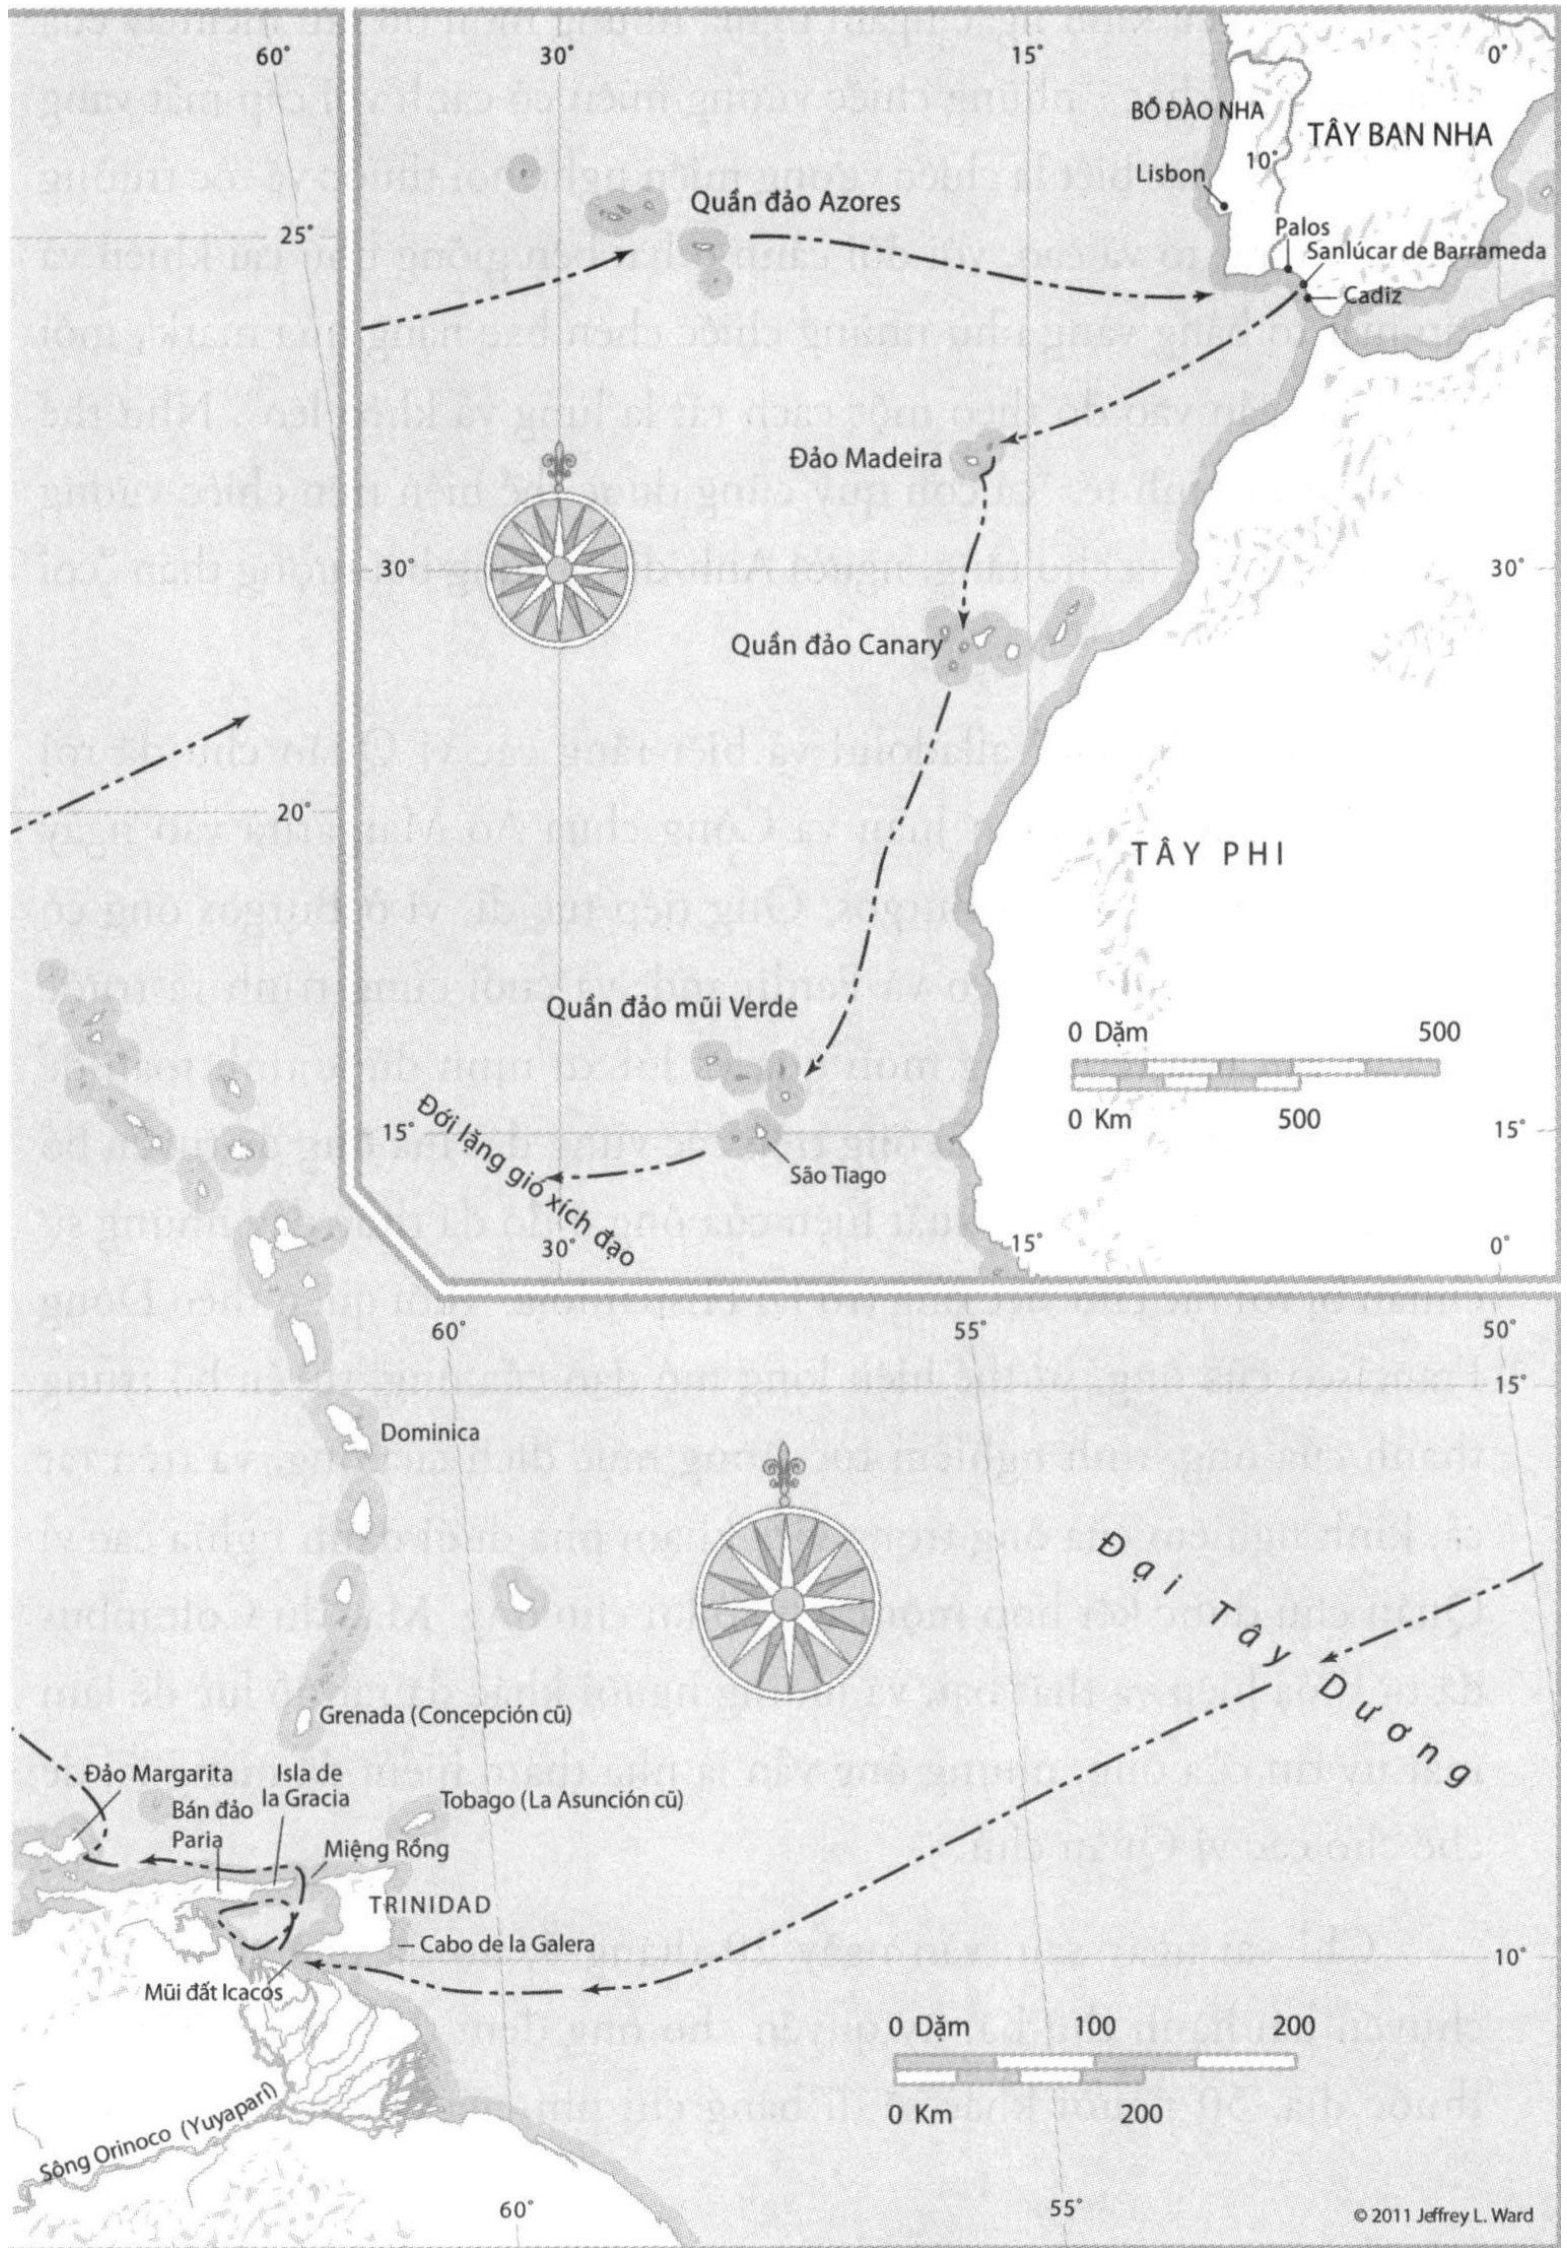 60°
30°
15°
0°
BỒ ĐÀO NHA
TÂY BAN NHA
10°
Lisbon
Quần đảo Azores
Palos
25°
Sanlúcar de Barrameda
Cadiz
Đảo Madeira
30°
30°
Quần đảo Canary
20°
TÂY PHI
Quần đảo mũi Verde
0 Dặm 500
0 Km 500
15°
15°
Đới lặng gió xích đạo
São Tiago
30°
15°
0°
60°
55°
50°
15°
Dominica
Đại Tây Dương
Grenada (Concepción cũ)
Đảo Margarita
Isla de
la Gracia
Tobago (La Asunción cũ)
Bán đảo
Paria
Miệng Rồng
TRINIDAD
Cabo de la Galera
10°
Mũi đất Icacos
0 Dặm 100 200
0 Km 200
Sông Orinoco (Yuyapari)
60°
55°
© 2011 Jeffrey L. Ward